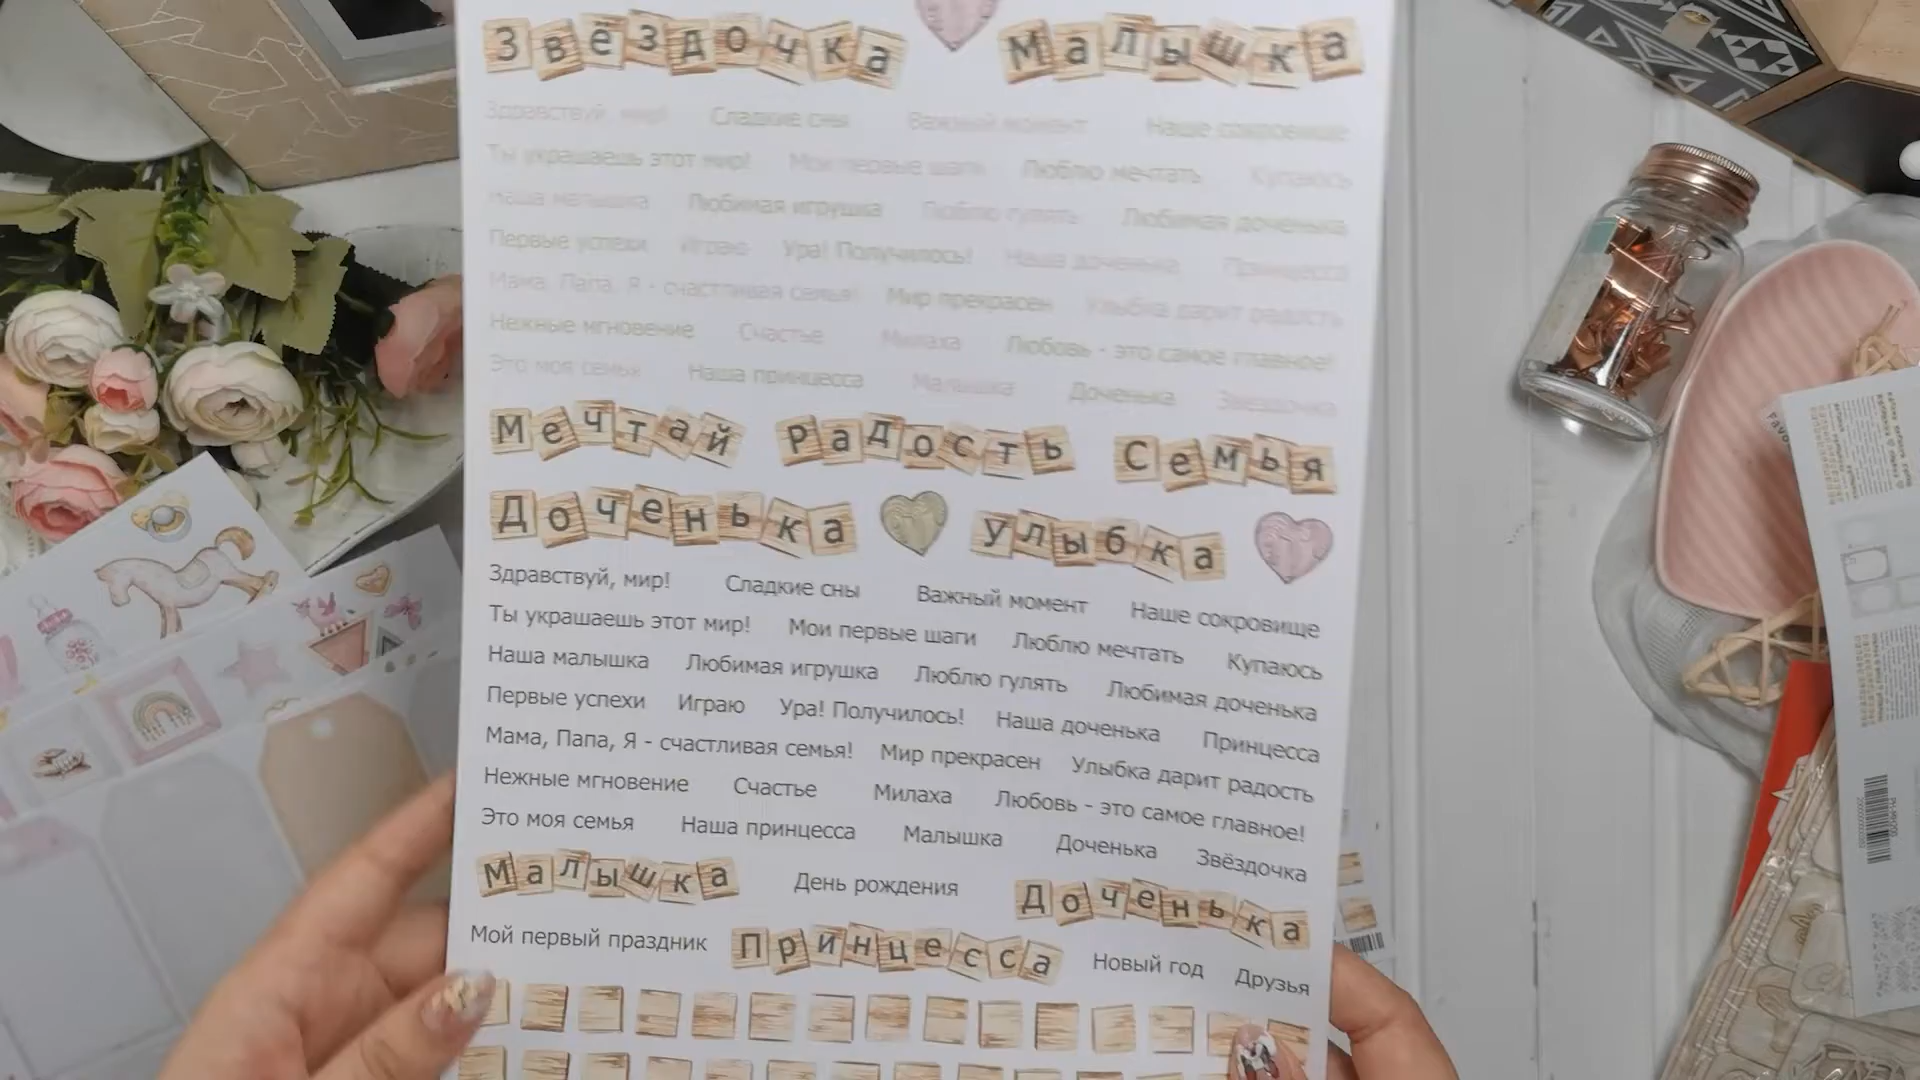 Звёздочка Малышка
Здравствуй, мир! Сладкие сны Важный момент Наше сокровище
Ты украшаешь этот мир! Мои первые шаги Люблю мечтать Купаюсь
Наша малышка Любимая игрушка Люблю гулять Любимая доченька
Первые успехи Играю Ура! Получилось! Наша доченька Принцесса
Мама, Папа, Я - счастливая семья! Мир прекрасен Улыбка дарит радость
Нежные мгновение Счастье Милаха Любовь - это самое главное!
Это моя семья Наша принцесса Малышка Доченька Звёздочка
Мечтай Радость Семья
Доченька Улыбка
Здравствуй, мир! Сладкие сны Важный момент Наше сокровище
Ты украшаешь этот мир! Мои первые шаги Люблю мечтать Купаюсь
Наша малышка Любимая игрушка Люблю гулять Любимая доченька
Первые успехи Играю Ура! Получилось! Наша доченька Принцесса
Мама, Папа, Я - счастливая семья! Мир прекрасен Улыбка дарит радость
Нежные мгновение Счастье Милаха Любовь - это самое главное!
Это моя семья Наша принцесса Малышка Доченька Звёздочка
Малышка День рождения Доченька
Мой первый праздник Принцесса Новый год Друзья